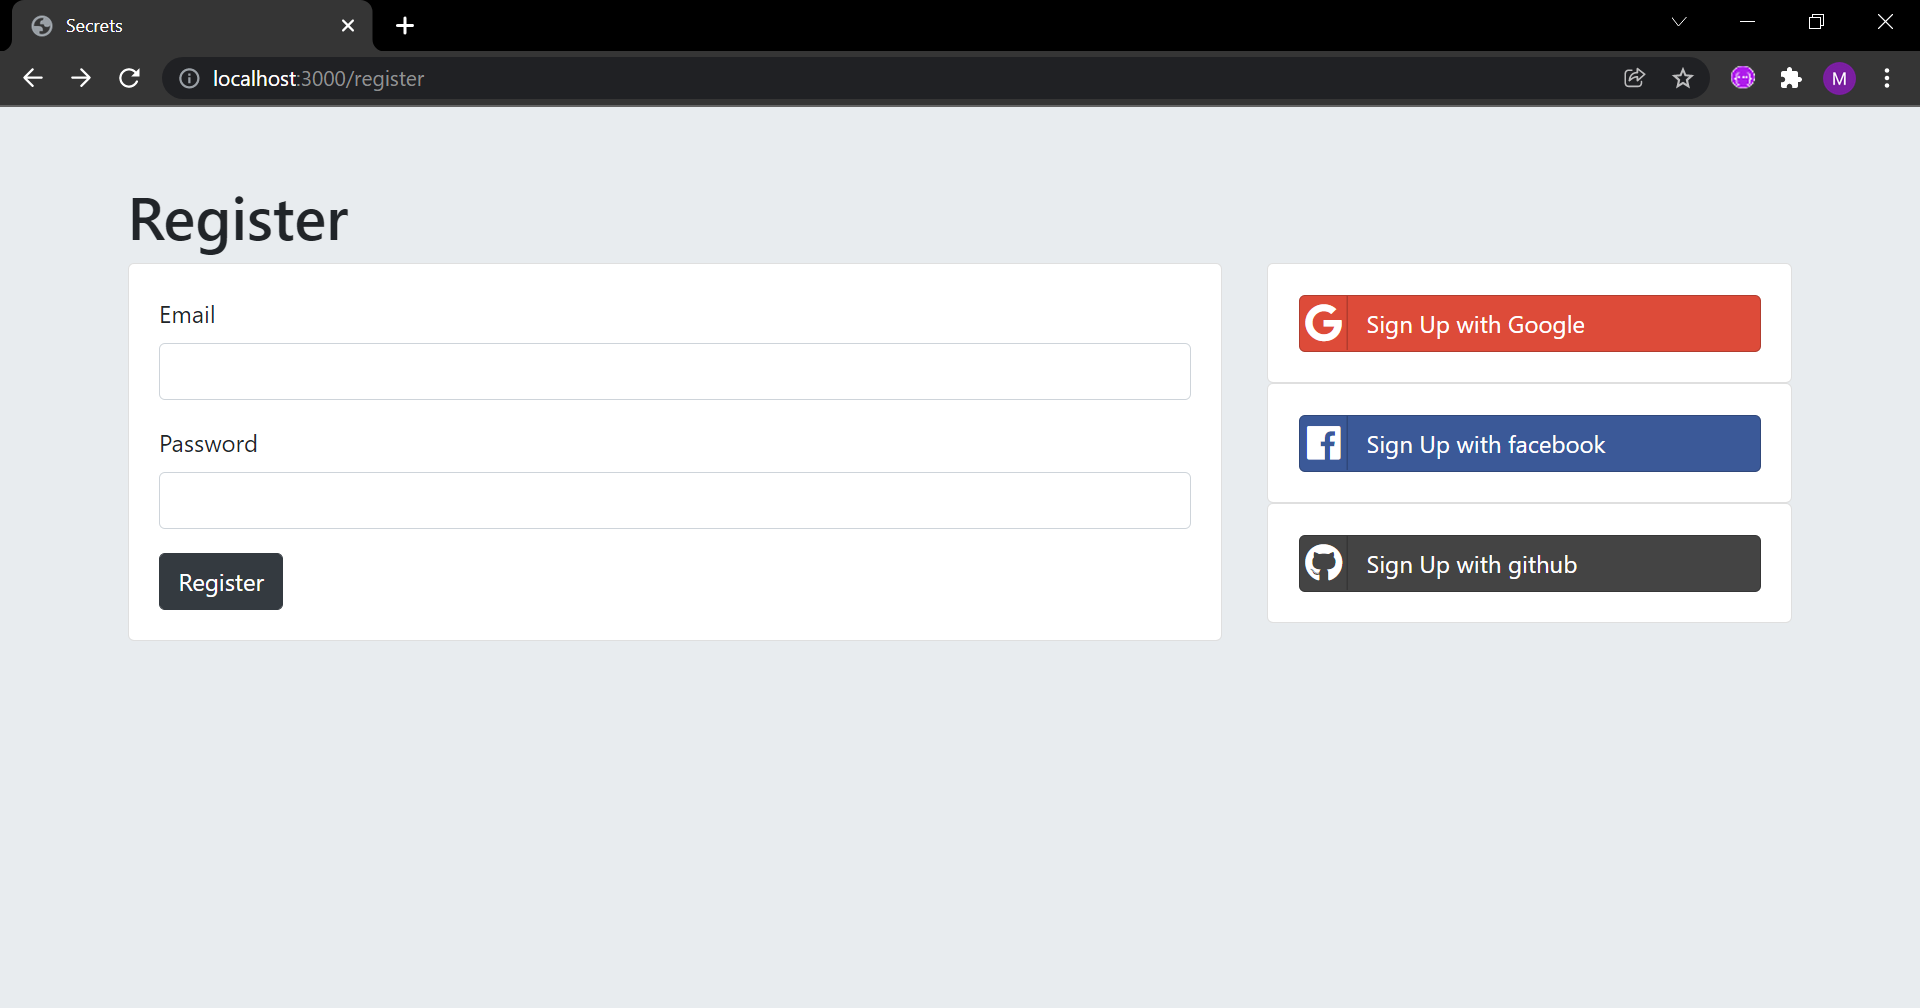 Secrets
localhost:3000/register
M
Register
Email
Password
Register
Sign Up with Google
Sign Up with facebook
Sign Up with github